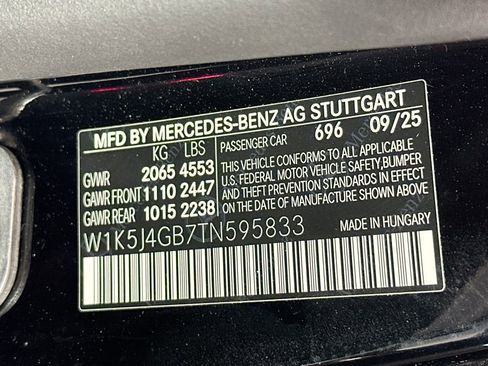 MFD BY MERCEDES-BENZ AG STUTTGART
KG LBS PASSENGER CAR 696 09/25
GVWR 2065 4553
GAWR FRONT 1110 2447
GAWR REAR 1015 2238
THIS VEHICLE CONFORMS TO ALL APPLICABLE
U.S. FEDERAL MOTOR VEHICLE SAFETY, BUMPER
AND THEFT PREVENTION STANDARDS IN EFFECT
ON THE DATE OF MANUFACTURE SHOWN ABOVE
W1K5J4GB7TN595833
MADE IN HUNGARY